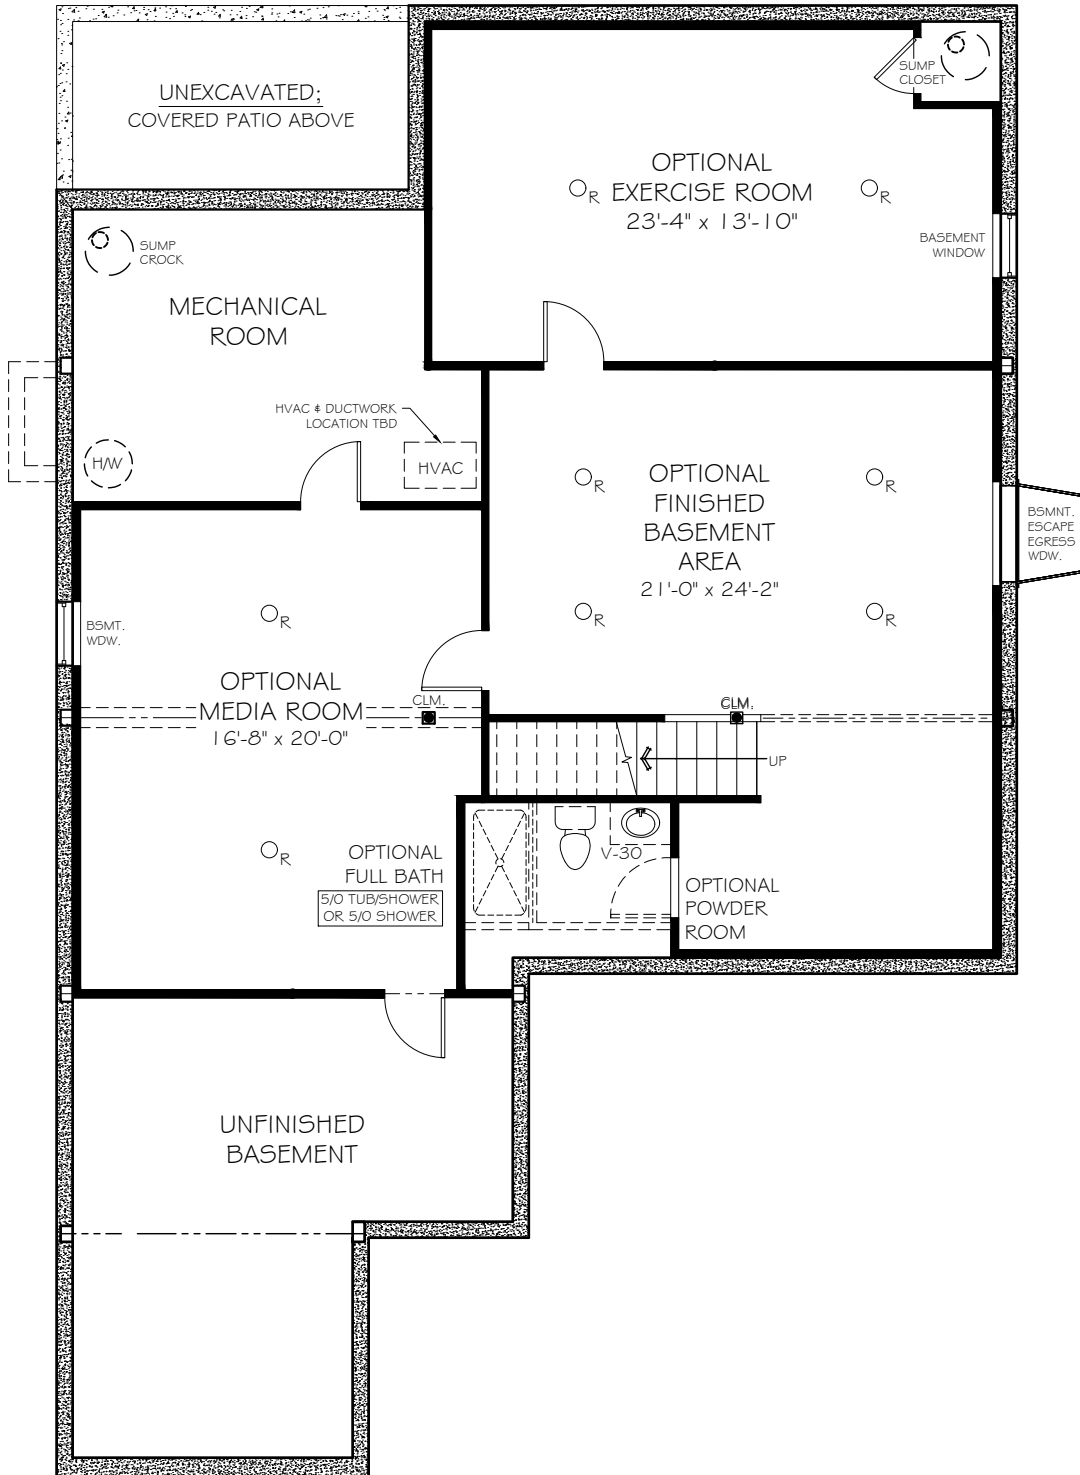 UNEXCAVATED;
COVERED PATIO ABOVE
SUMP
CLOSET
OPTIONAL
EXERCISE ROOM
23'-4" x 13'-10"
R
R
BASEMENT
WINDOW
SUMP
CROCK
MECHANICAL
ROOM
HVAC & DUCTWORK
LOCATION TBD
H/W
HVAC
OPTIONAL
FINISHED
BASEMENT
AREA
21'-0" x 24'-2"
R
R
R
R
BSMNT.
ESCAPE
EGRESS
WDW.
BSMT.
WDW.
R
OPTIONAL
MEDIA ROOM
16'-8" x 20'-0"
CLM.
CLM.
UP
R
OPTIONAL
FULL BATH
5/0 TUB/SHOWER
OR 5/0 SHOWER
V-30
OPTIONAL
POWDER
ROOM
UNFINISHED
BASEMENT